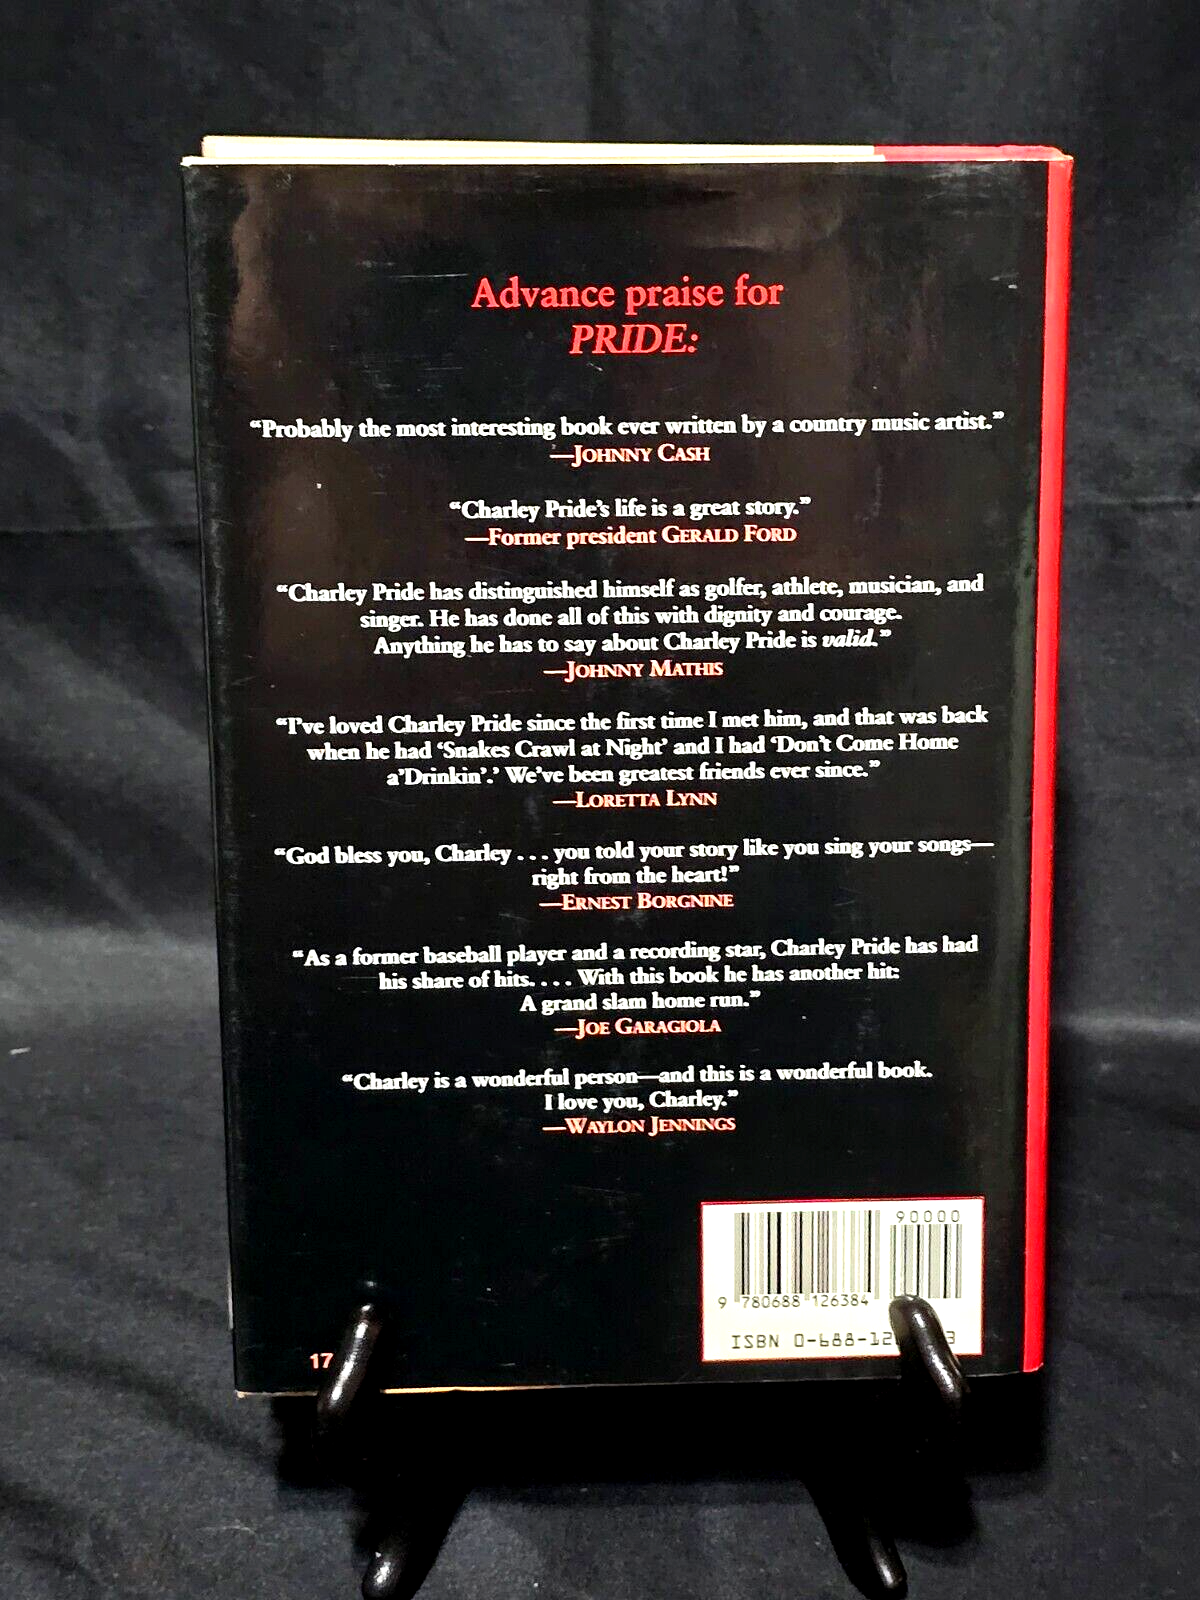 Advance praise for
PRIDE:
“Probably the most interesting book ever written by a country music artist.”
—JOHNNY CASH
“Charley Pride’s life is a great story.”
—Former president GERALD FORD
“Charley Pride has distinguished himself as golfer, athlete, musician, and
singer. He has done all of this with dignity and courage.
Anything he has to say about Charley Pride is valid.”
—JOHNNY MATHIS
“I’ve loved Charley Pride since the first time I met him, and that was back
when he had ‘Snakes Crawl at Night’ and I had ‘Don’t Come Home
a’Drinkin’.’ We’ve been greatest friends ever since.”
—LORETTA LYNN
“God bless you, Charley . . . you told your story like you sing your songs—
right from the heart!”
—ERNEST BORGNINE
“As a former baseball player and a recording star, Charley Pride has had
his share of hits. . . . With this book he has another hit:
A grand slam home run.”
—JOE GARAGIOLA
“Charley is a wonderful person—and this is a wonderful book.
I love you, Charley.”
—WAYLON JENNINGS
90000
9 780688 126384
ISBN 0-688-12
17